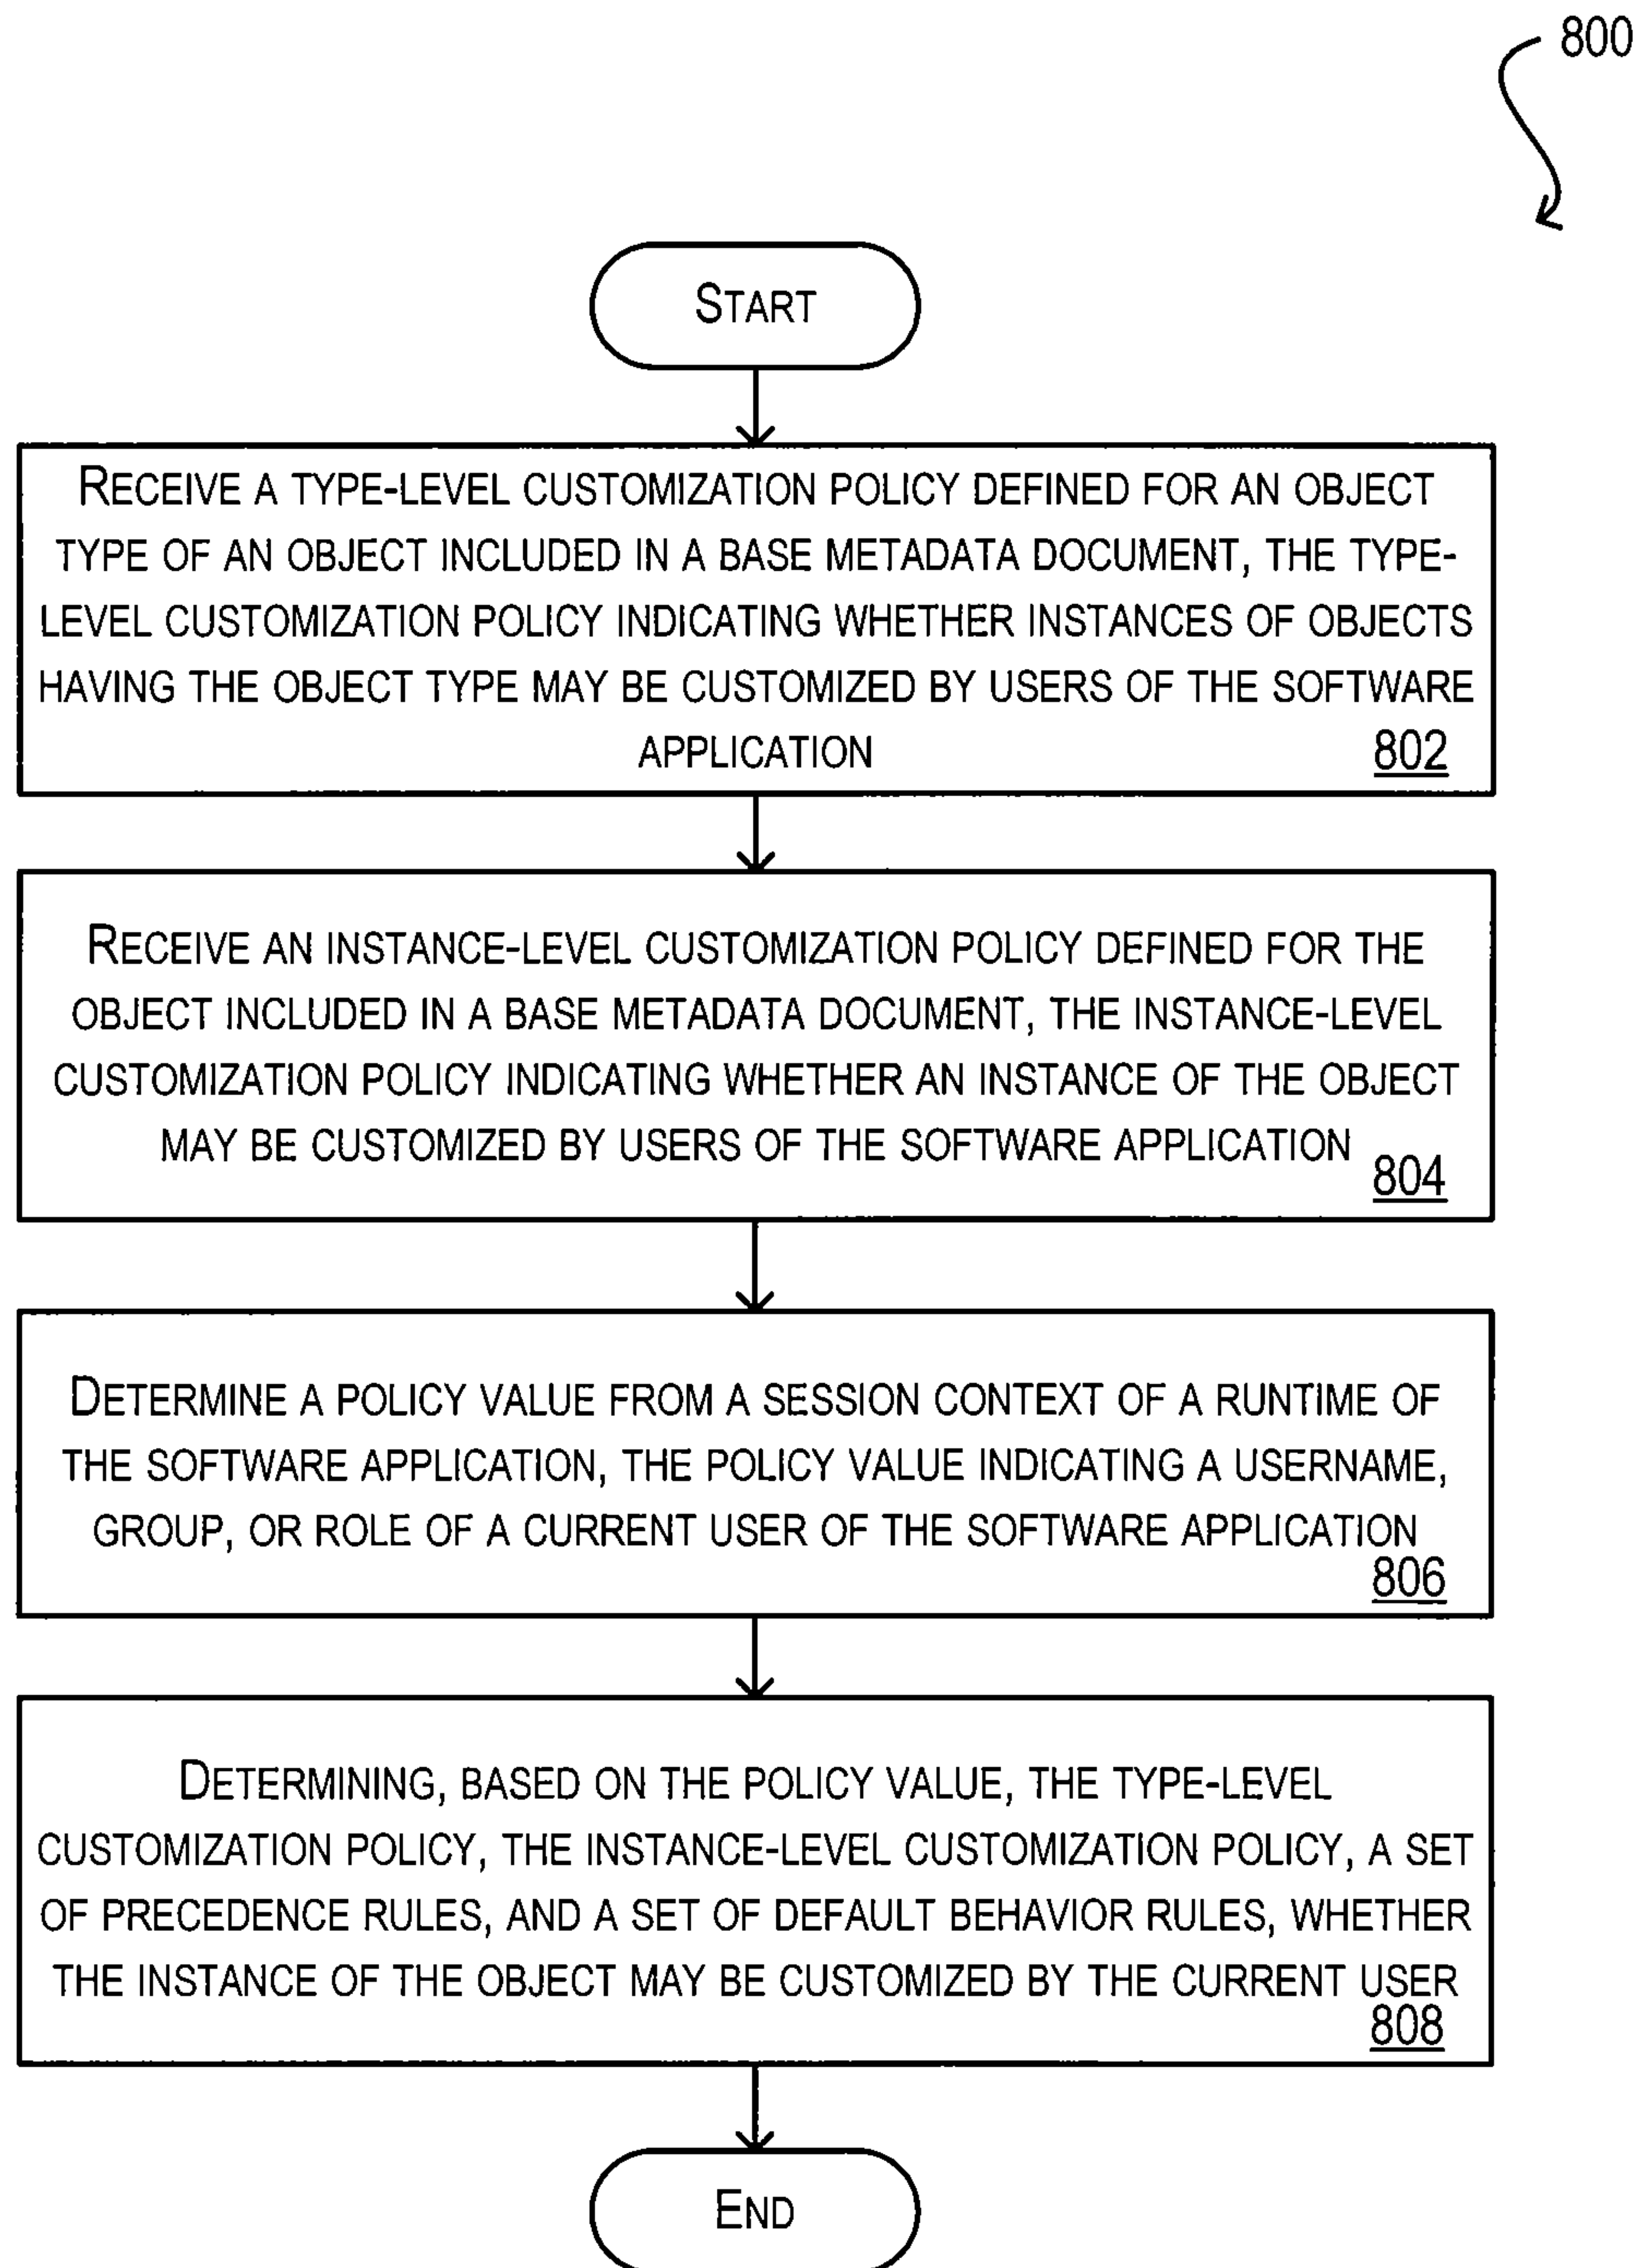 800
START
RECEIVE A TYPE-LEVEL CUSTOMIZATION POLICY DEFINED FOR AN OBJECT
TYPE OF AN OBJECT INCLUDED IN A BASE METADATA DOCUMENT, THE TYPE-
LEVEL CUSTOMIZATION POLICY INDICATING WHETHER INSTANCES OF OBJECTS
HAVING THE OBJECT TYPE MAY BE CUSTOMIZED BY USERS OF THE SOFTWARE
APPLICATION
802
RECEIVE AN INSTANCE-LEVEL CUSTOMIZATION POLICY DEFINED FOR THE
OBJECT INCLUDED IN A BASE METADATA DOCUMENT, THE INSTANCE-LEVEL
CUSTOMIZATION POLICY INDICATING WHETHER AN INSTANCE OF THE OBJECT
MAY BE CUSTOMIZED BY USERS OF THE SOFTWARE APPLICATION
804
DETERMINE A POLICY VALUE FROM A SESSION CONTEXT OF A RUNTIME OF
THE SOFTWARE APPLICATION, THE POLICY VALUE INDICATING A USERNAME,
GROUP, OR ROLE OF A CURRENT USER OF THE SOFTWARE APPLICATION
806
DETERMINING, BASED ON THE POLICY VALUE, THE TYPE-LEVEL
CUSTOMIZATION POLICY, THE INSTANCE-LEVEL CUSTOMIZATION POLICY, A SET
OF PRECEDENCE RULES, AND A SET OF DEFAULT BEHAVIOR RULES, WHETHER
THE INSTANCE OF THE OBJECT MAY BE CUSTOMIZED BY THE CURRENT USER
808
END